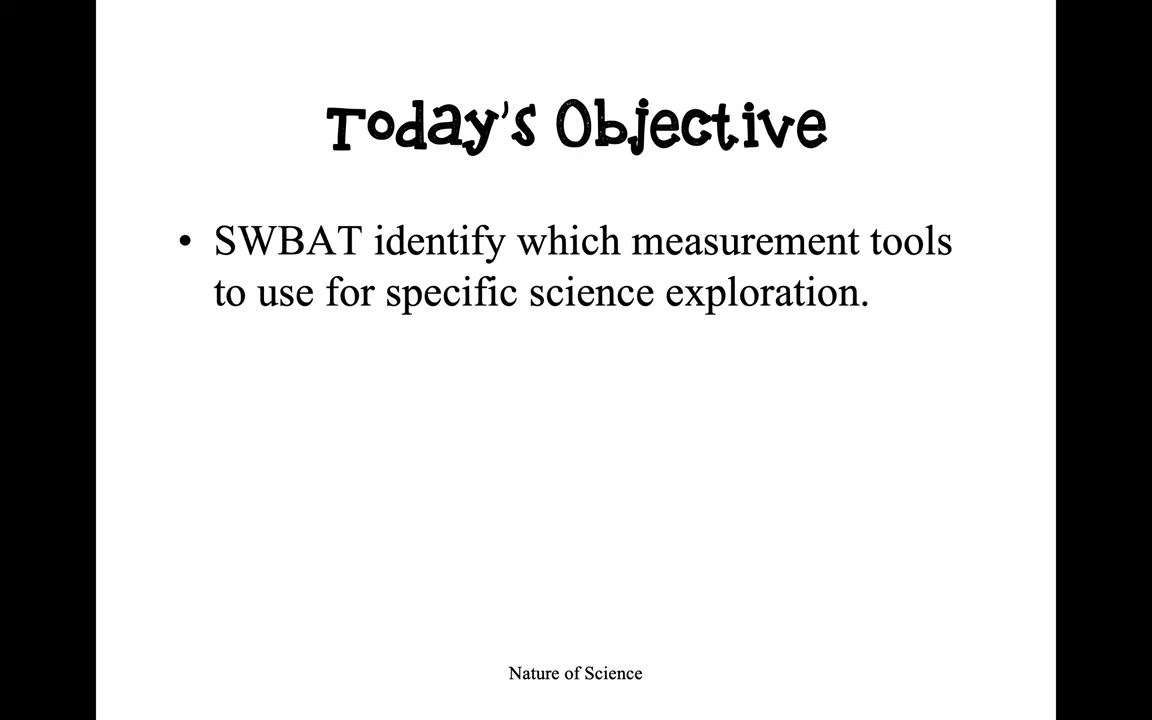 Today's Objective
• SWBAT identify which measurement tools
to use for specific science exploration.
Nature of Science